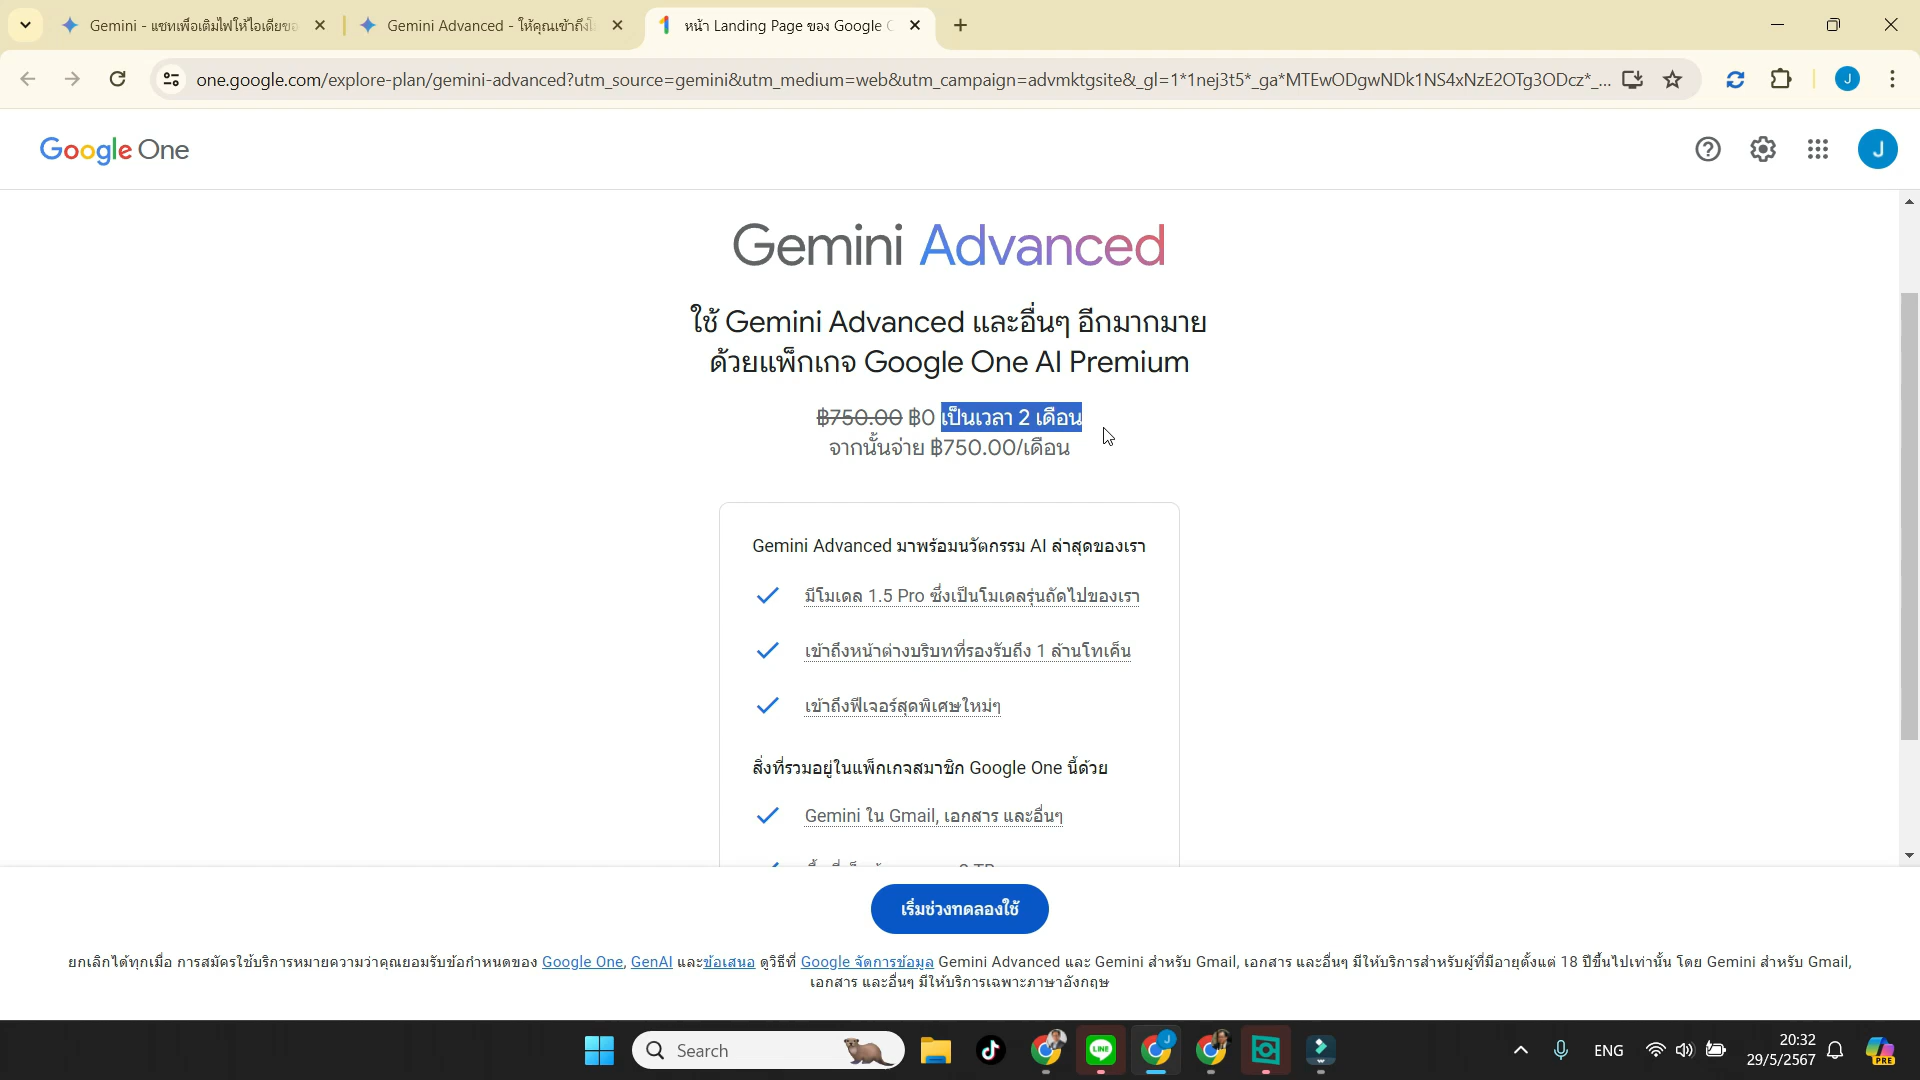 Gemini - แชทเพื่อเติมไฟให้ไอเดียขอ
Gemini Advanced - ให้คุณเข้าถึงโ
หน้า Landing Page ของ Google
one.google.com/explore-plan/gemini-advanced?utm_source=gemini&utm_medium=web&utm_campaign=advmktgsite&_gl=1*1nej3t5*_ga*MTEwODgwNDk1NS4xNzE2OTg3ODcz*_...
J
Google One
J
Gemini Advanced
ใช้ Gemini Advanced และอื่นๆ อีกมากมาย
ด้วยแพ็กเกจ Google One AI Premium
฿750.00 ฿0 เป็นเวลา 2 เดือน
จากนั้นจ่าย ฿750.00/เดือน
Gemini Advanced มาพร้อมนวัตกรรม AI ล่าสุดของเรา
มีโมเดล 1.5 Pro ซึ่งเป็นโมเดลรุ่นถัดไปของเรา
เข้าถึงหน้าต่างบริบทที่รองรับถึง 1 ล้านโทเค็น
เข้าถึงฟีเจอร์สุดพิเศษใหม่ๆ
สิ่งที่รวมอยู่ในแพ็กเกจสมาชิก Google One นี้ด้วย
Gemini ใน Gmail, เอกสาร และอื่นๆ
เริ่มช่วงทดลองใช้
ยกเลิกได้ทุกเมื่อ การสมัครใช้บริการหมายความว่าคุณยอมรับข้อกำหนดของ Google One, GenAI และข้อเสนอ ดูวิธีที่ Google จัดการข้อมูล Gemini Advanced และ Gemini สำหรับ Gmail, เอกสาร และอื่นๆ มีให้บริการสำหรับผู้ที่มีอายุตั้งแต่ 18 ปีขึ้นไปเท่านั้น โดย Gemini สำหรับ Gmail,
เอกสาร และอื่นๆ มีให้บริการเฉพาะภาษาอังกฤษ
Search
LINE
J
ENG
20:32
29/5/2567
PRE